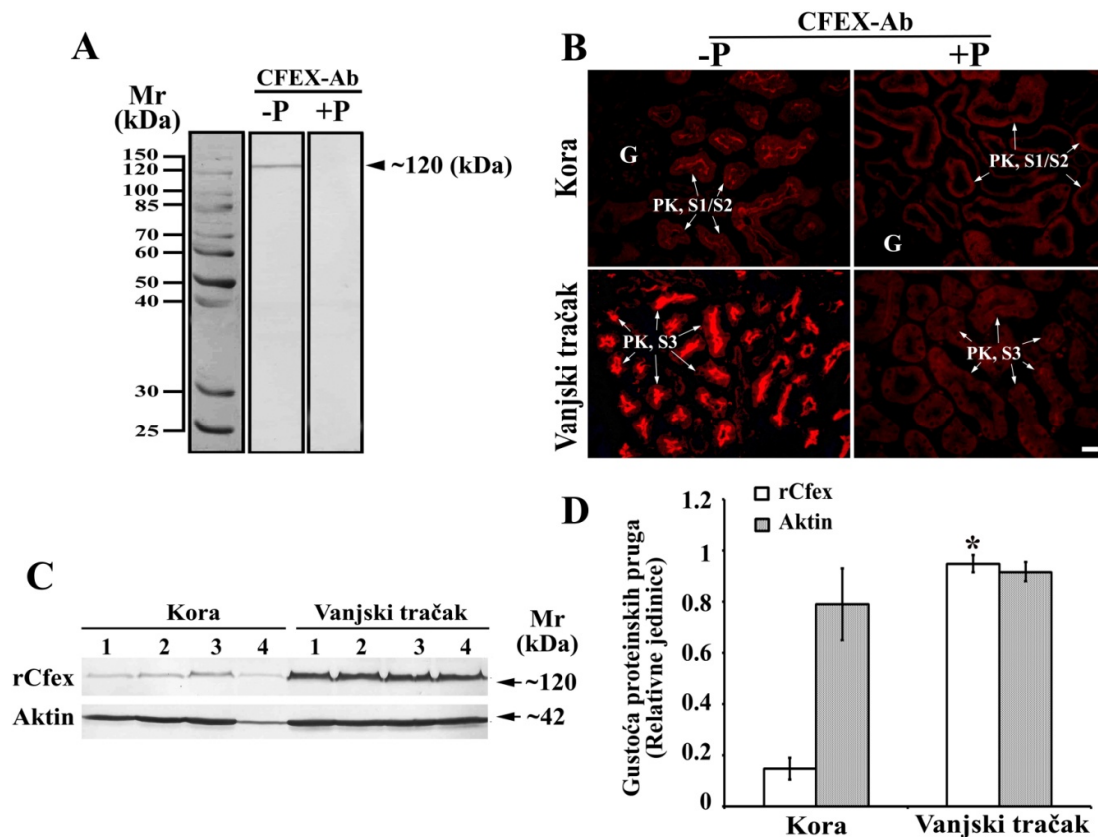 A
CFEX-Ab
Mr
(kDa)
-P
+P
150
120
100
85
70
60
50
40
30
25
~120 (kDa)
B
CFEX-Ab
-P
+P
Kora
G
PK, S1/S2
PK, S1/S2
G
Vanjski tračak
PK, S3
PK, S3
C
Kora
Vanjski tračak
Mr
(kDa)
1 2 3 4 1 2 3 4
rCfex
~120
Aktin
~42
D
Gustoća proteinskih pruga
(Relativne jedinice)
1.2
1
0.8
0.6
0.4
0.2
0
rCfex
Aktin
*
Kora
Vanjski tračak